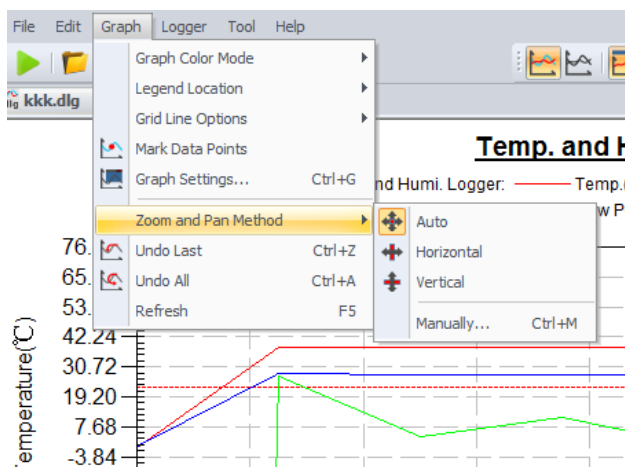 File Edit Graph Logger Tool Help
kkk.dlg
Graph Color Mode
Legend Location
Grid Line Options
Mark Data Points
Graph Settings... Ctrl+G
Zoom and Pan Method
Undo Last Ctrl+Z
Undo All Ctrl+A
Refresh F5
Auto
Horizontal
Vertical
Manually... Ctrl+M
Temp. and H
nd Humi. Logger: Temp.(
w P
76.
65.
53.
42.24
30.72
19.20
7.68
-3.84
Temperature(℃)